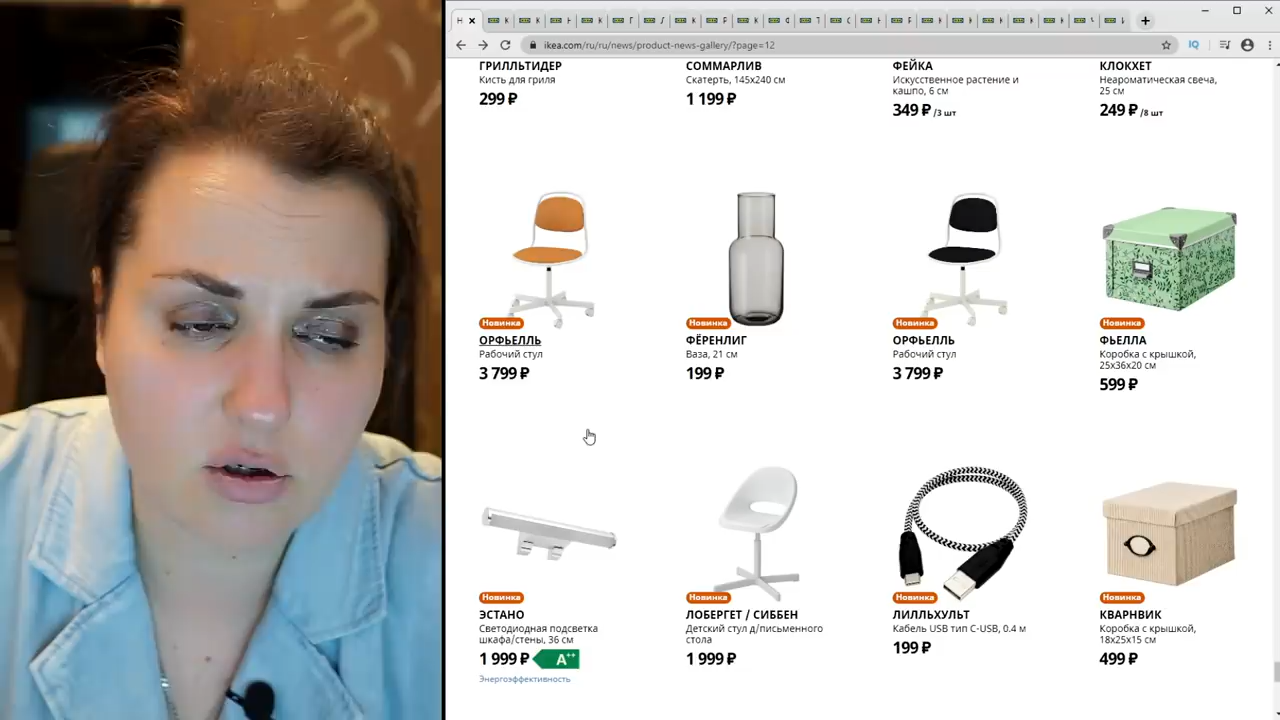 ikea.com/ru/ru/news/product-news-gallery/?page=12
ГРИЛЛЬТИДЕР
Кисть для гриля
299 ₽
СОММАРЛИВ
Скатерть, 145x240 см
1 199 ₽
ФЕЙКА
Искусственное растение и
кашпо, 6 см
349 ₽ /3 шт
КЛОКХЕТ
Неароматическая свеча,
25 см
249 ₽ /8 шт
Новинка
ОРФЬЕЛЛЬ
Рабочий стул
3 799 ₽
Новинка
ФЁРЕНЛИГ
Ваза, 21 см
199 ₽
Новинка
ОРФЬЕЛЛЬ
Рабочий стул
3 799 ₽
Новинка
ФЬЕЛЛА
Коробка с крышкой,
25x36x20 см
599 ₽
Новинка
ЭСТАНО
Светодиодная подсветка
шкафа/стены, 36 см
1 999 ₽ A++
Энергоэффективность
Новинка
ЛОБЕРГЕТ / СИББЕН
Детский стул д/письменного
стола
1 999 ₽
Новинка
ЛИЛЛЬХУЛЬТ
Кабель USB тип C-USB, 0.4 м
199 ₽
Новинка
КВАРНВИК
Коробка с крышкой,
18x25x15 см
499 ₽